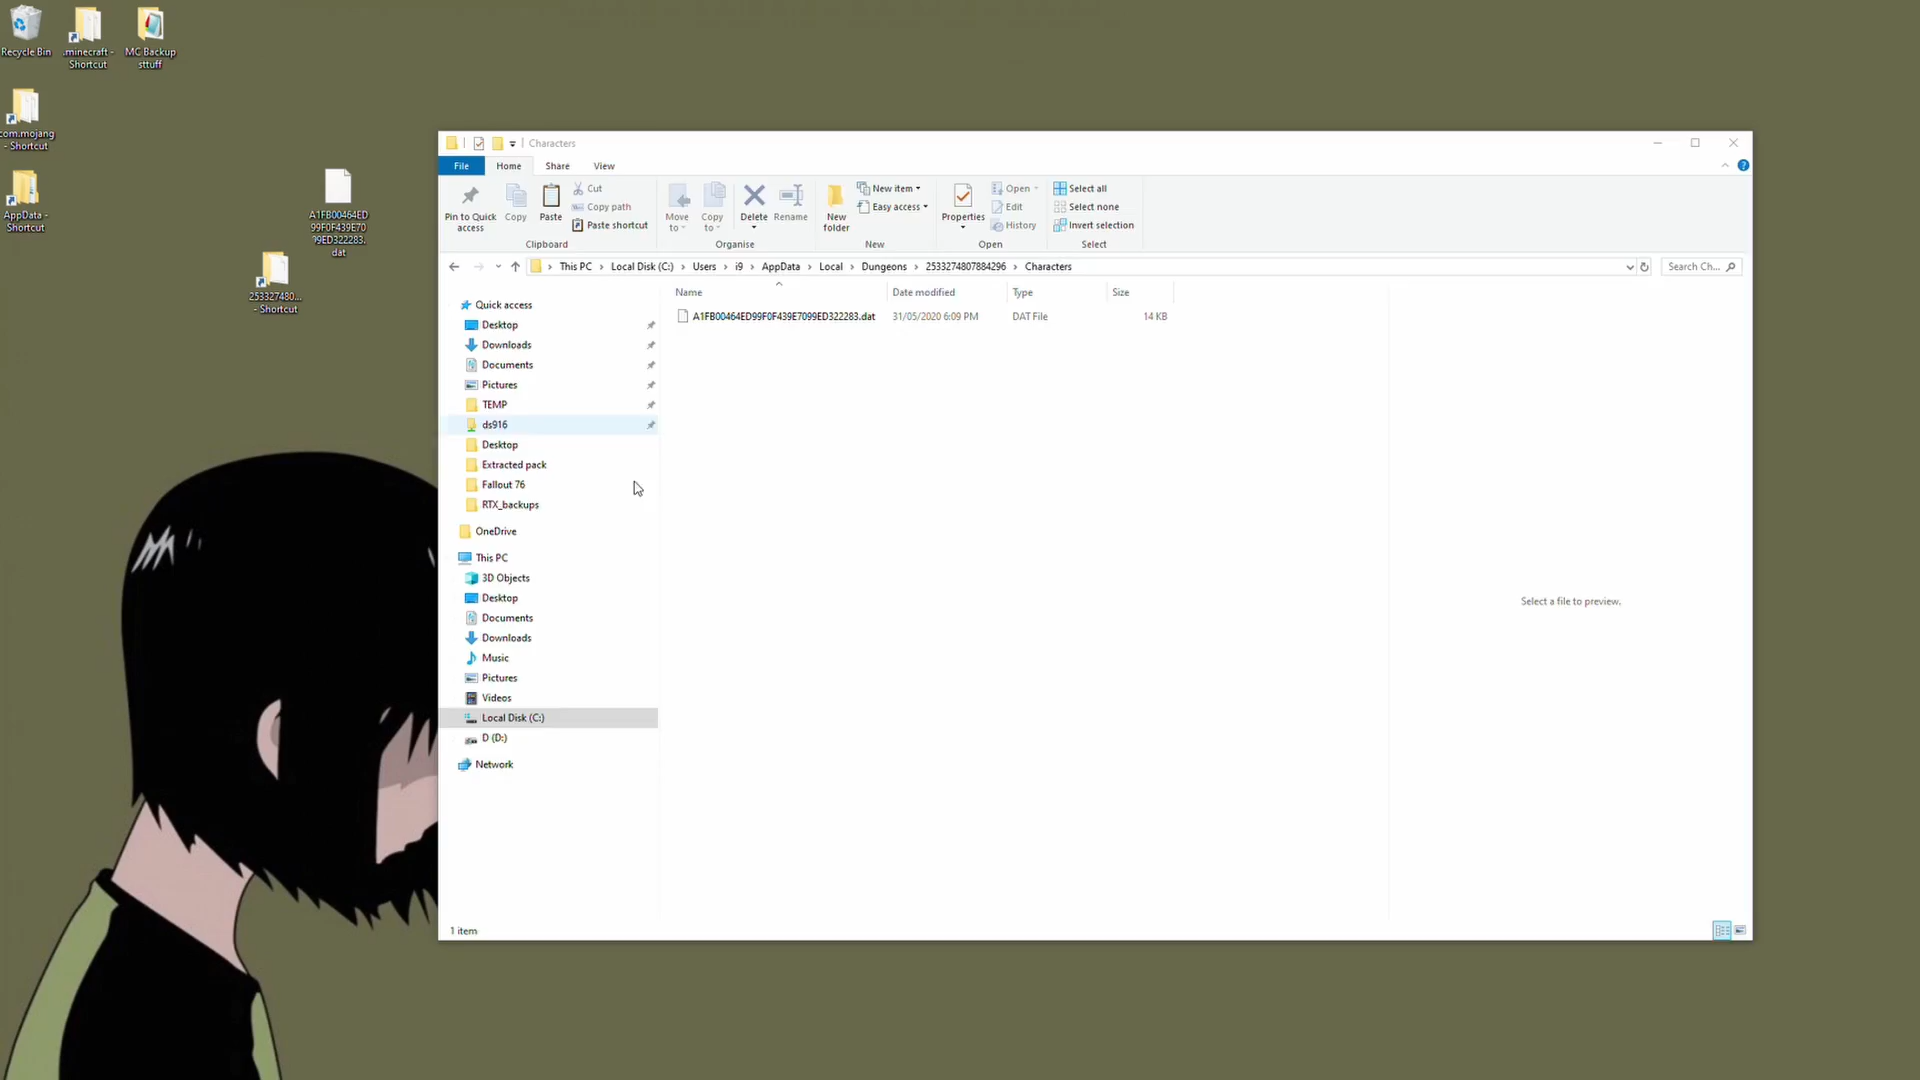 Recycle Bin
.minecraft -
Shortcut
MC Backup
sttuff
com.mojang
- Shortcut
AppData -
Shortcut
A1FB00464ED
99F0F439E70
99ED322283.
dat
253327480...
- Shortcut
Characters
File
Home
Share
View
Pin to Quick
access
Copy
Paste
Cut
Copy path
Paste shortcut
Clipboard
Move
to
Copy
to
Delete
Rename
Organise
New
folder
New item
Easy access
New
Properties
Open
Edit
History
Open
Select all
Select none
Invert selection
Select
This PC > Local Disk (C:) > Users > i9 > AppData > Local > Dungeons > 2533274807884296 > Characters
Search Ch...
Name
Date modified
Type
Size
A1FB00464ED99F0F439E7099ED322283.dat
31/05/2020 6:09 PM
DAT File
14 KB
Quick access
Desktop
Downloads
Documents
Pictures
TEMP
ds916
Desktop
Extracted pack
Fallout 76
RTX_backups
OneDrive
This PC
3D Objects
Desktop
Documents
Downloads
Music
Pictures
Videos
Local Disk (C:)
D (D:)
Network
Select a file to preview.
1 item